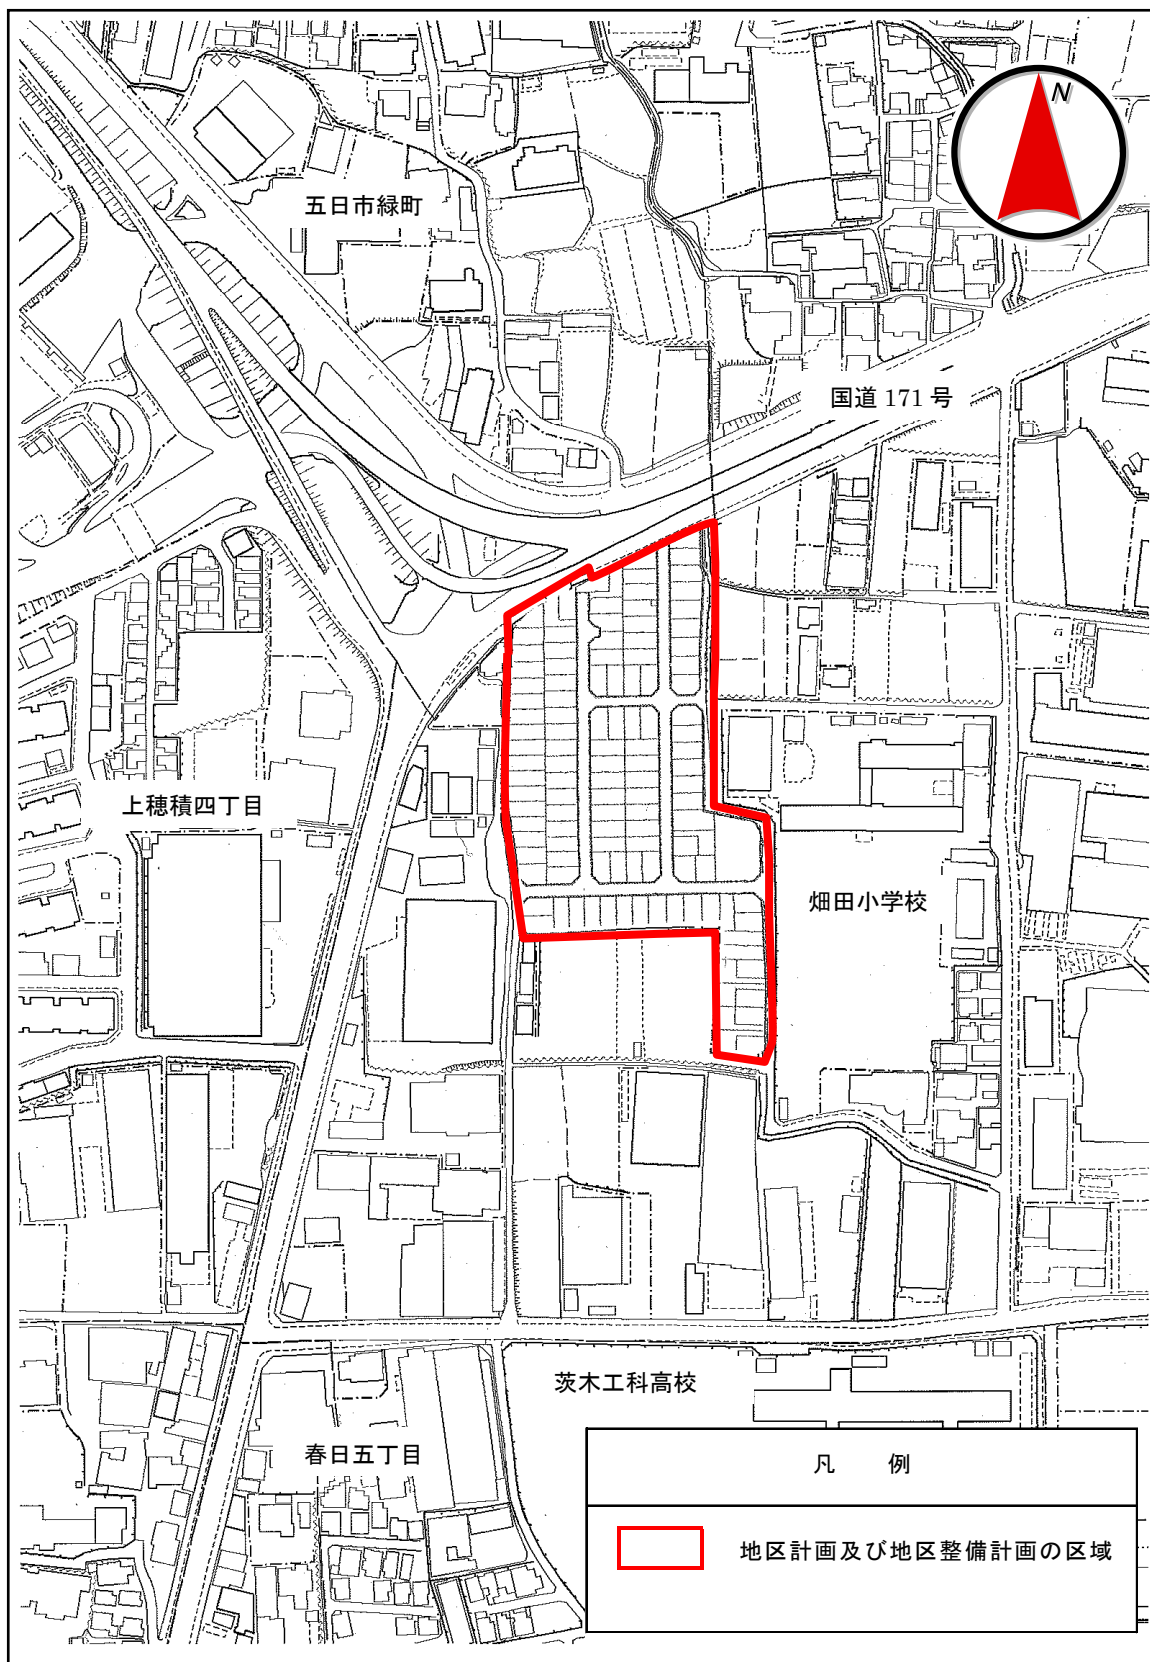 N
五日市緑町
国道 171 号
上穂積四丁目
畑田小学校
茨木工科高校
春日五丁目
凡 例
地区計画及び地区整備計画の区域